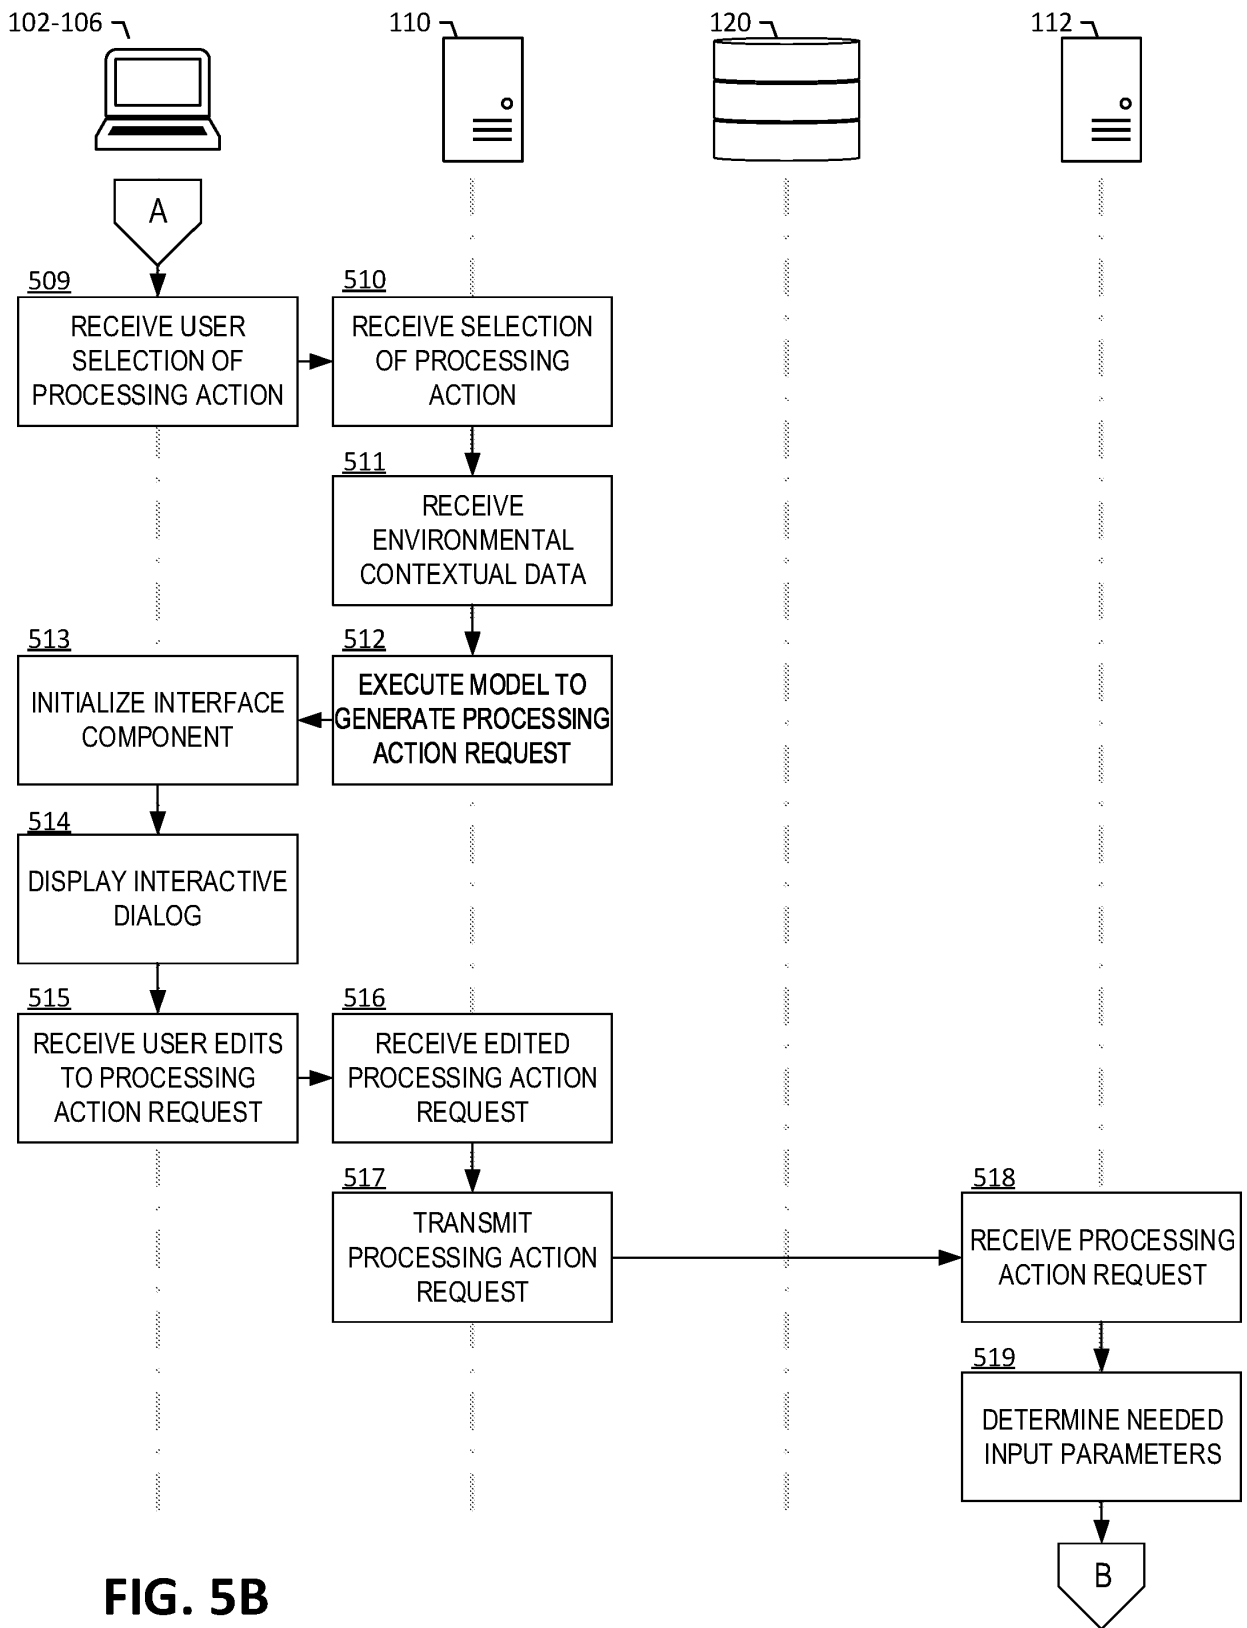 102-106
110
120
112
A
509
RECEIVE USER
SELECTION OF
PROCESSING ACTION
510
RECEIVE SELECTION
OF PROCESSING
ACTION
511
RECEIVE
ENVIRONMENTAL
CONTEXTUAL DATA
512
EXECUTE MODEL TO
GENERATE PROCESSING
ACTION REQUEST
513
INITIALIZE INTERFACE
COMPONENT
514
DISPLAY INTERACTIVE
DIALOG
515
RECEIVE USER EDITS
TO PROCESSING
ACTION REQUEST
516
RECEIVE EDITED
PROCESSING ACTION
REQUEST
517
TRANSMIT
PROCESSING ACTION
REQUEST
518
RECEIVE PROCESSING
ACTION REQUEST
519
DETERMINE NEEDED
INPUT PARAMETERS
B
FIG. 5B